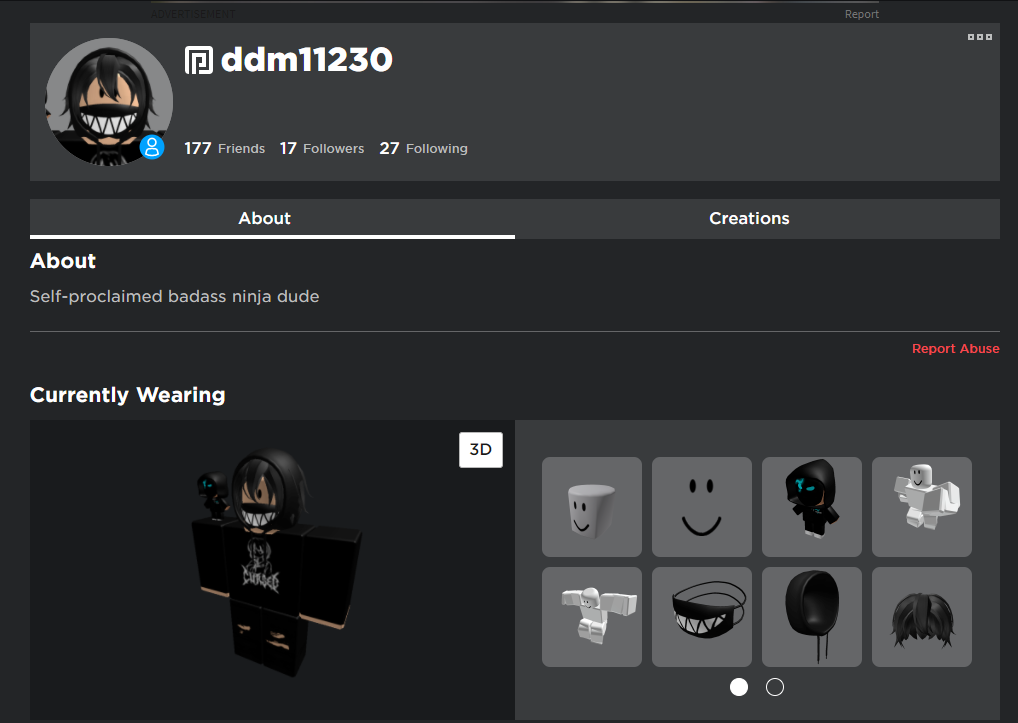 ADVERTISEMENT
Report
ddm11230
177 Friends 17 Followers 27 Following
About Creations
About
Self-proclaimed badass ninja dude
Report Abuse
Currently Wearing
3D
CURSED